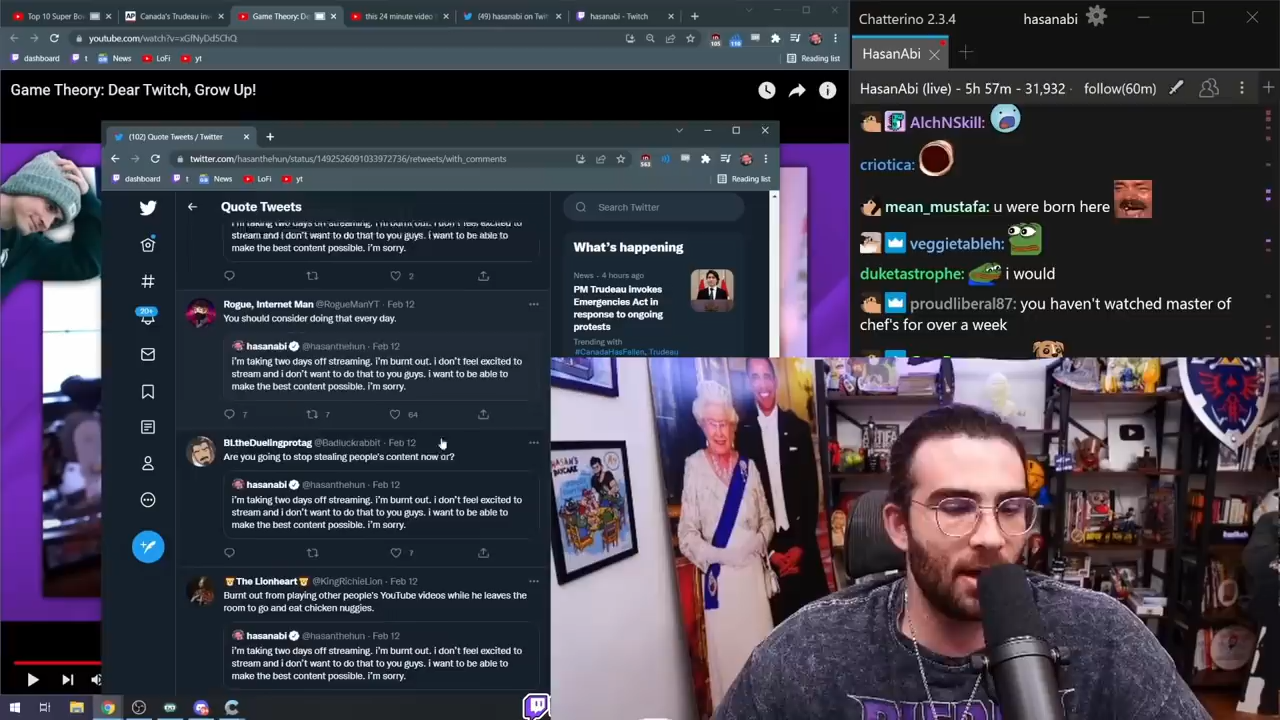 Top 10 Super Bo
Canada's Trudeau in
Game Theory: D
this 24 minute video
(49) hasanabi on Tw
hasanabi - Twitch
youtube.com/watch?v=xGfNyDd5ChQ
dashboard
t
News
LoFi
yt
Reading list
Game Theory: Dear Twitch, Grow Up!
(102) Quote Tweets / Twitter
twitter.com/hasanthehun/status/1492526091033972736/retweets/with_comments
dashboard
t
News
LoFi
yt
Reading list
Quote Tweets
stream and i don't want to do that to you guys. i want to be able to
make the best content possible. i'm sorry.
2
Rogue, Internet Man @RogueManYT · Feb 12
You should consider doing that every day.
hasanabi @hasanthehun · Feb 12
i'm taking two days off streaming. i'm burnt out. i don't feel excited to
stream and i don't want to do that to you guys. i want to be able to
make the best content possible. i'm sorry.
7 7 64
BI.theDuelingprotag @Badluckrabbit · Feb 12
Are you going to stop stealing people's content now or?
hasanabi @hasanthehun · Feb 12
i'm taking two days off streaming. i'm burnt out. i don't feel excited to
stream and i don't want to do that to you guys. i want to be able to
make the best content possible. i'm sorry.
7
The Lionheart @KingRichieLion · Feb 12
Burnt out from playing other people's YouTube videos while he leaves the
room to go and eat chicken nuggies.
hasanabi @hasanthehun · Feb 12
i'm taking two days off streaming. i'm burnt out. i don't feel excited to
stream and i don't want to do that to you guys. i want to be able to
make the best content possible. i'm sorry.
20+
Search Twitter
What's happening
News · 4 hours ago
PM Trudeau invokes
Emergencies Act in
response to ongoing
protests
Trending with
#CanadaHasFallen, Trudeau
Chatterino 2.3.4
hasanabi
HasanAbi
HasanAbi (live) - 5h 57m - 31,932
follow(60m)
AlchNSkill:
criotica:
mean_mustafa: u were born here
veggietableh:
duketastrophe: i would
proudliberal87: you haven't watched master of
chef's for over a week